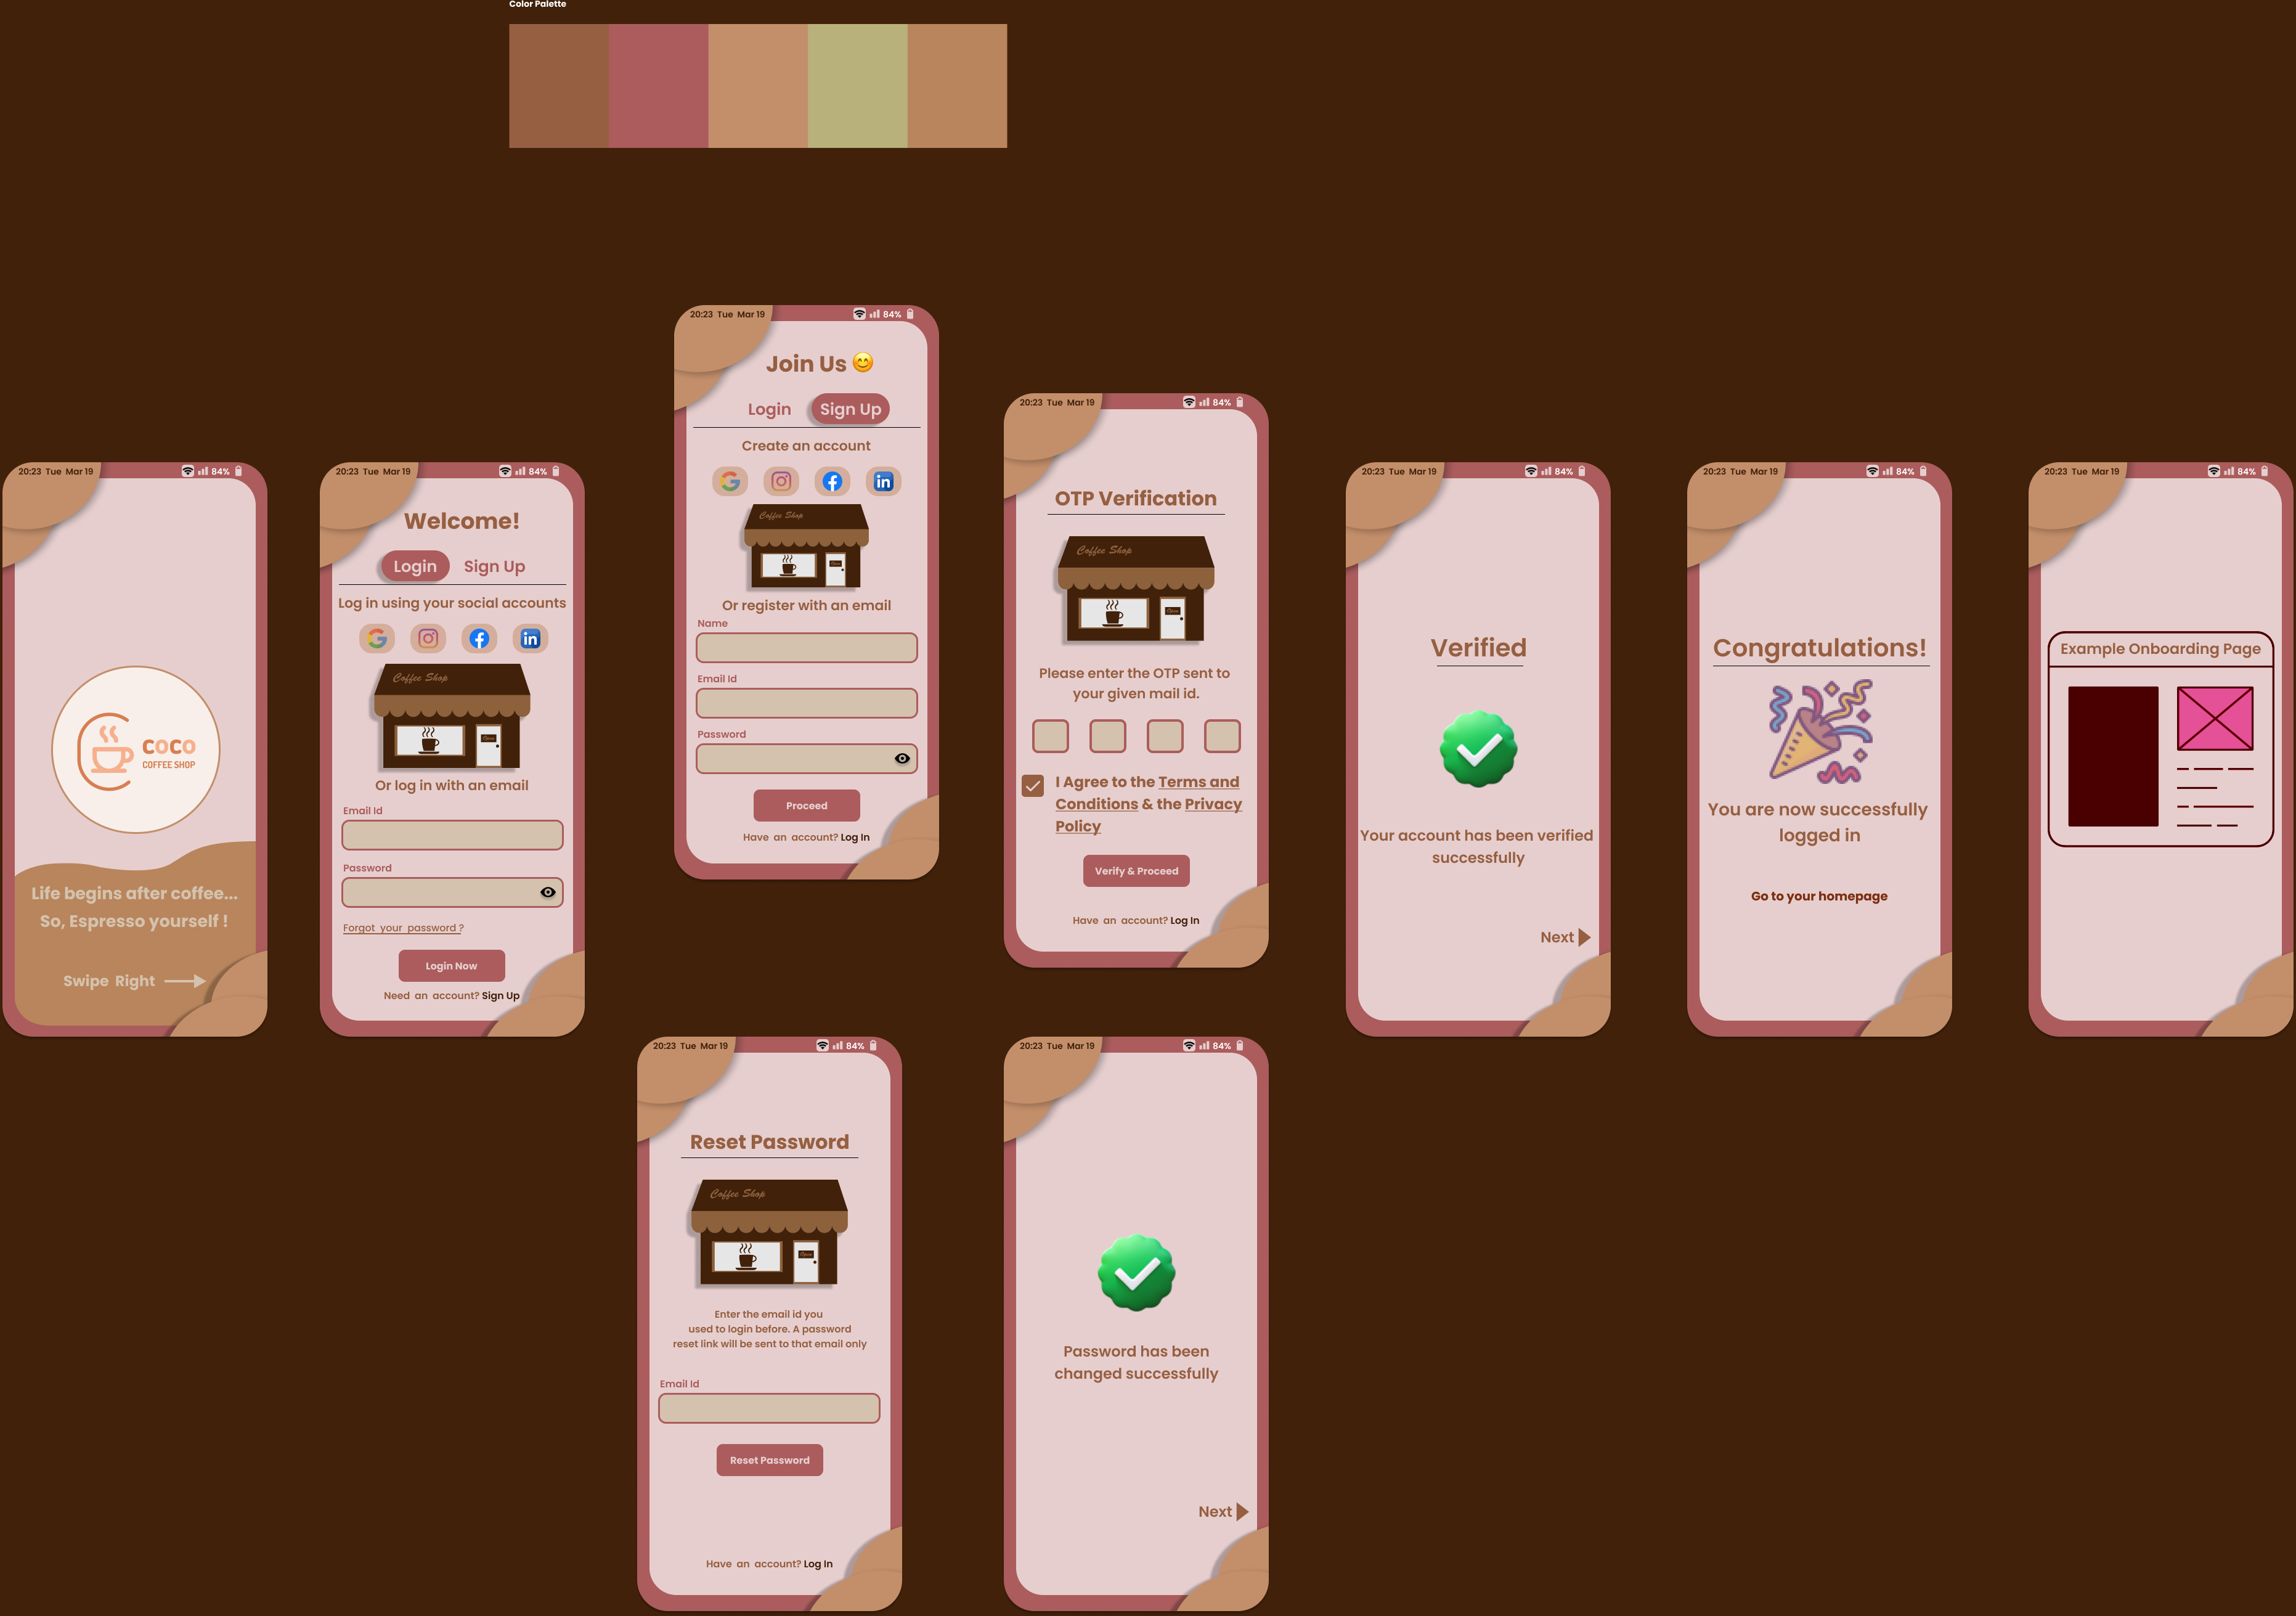 Color Palette
20:23 Tue Mar 19 84%
Join Us 😊
Login Sign Up
Create an account
Coffee Shop
Open
Or register with an email
Name
Email Id
Password
Proceed
Have an account? Log In
20:23 Tue Mar 19 84%
OTP Verification
Coffee Shop
Open
Please enter the OTP sent to
your given mail id.
I Agree to the Terms and
Conditions & the Privacy
Policy
Verify & Proceed
Have an account? Log In
20:23 Tue Mar 19 84%
COCO
COFFEE SHOP
Life begins after coffee...
So, Espresso yourself !
Swipe Right
20:23 Tue Mar 19 84%
Welcome!
Login Sign Up
Log in using your social accounts
Coffee Shop
Open
Or log in with an email
Email Id
Password
Forgot your password ?
Login Now
Need an account? Sign Up
20:23 Tue Mar 19 84%
Verified
Your account has been verified
successfully
Next
20:23 Tue Mar 19 84%
Congratulations!
You are now successfully
logged in
Go to your homepage
20:23 Tue Mar 19 84%
Example Onboarding Page
20:23 Tue Mar 19 84%
Reset Password
Coffee Shop
Open
Enter the email id you
used to login before. A password
reset link will be sent to that email only
Email Id
Reset Password
Have an account? Log In
20:23 Tue Mar 19 84%
Password has been
changed successfully
Next